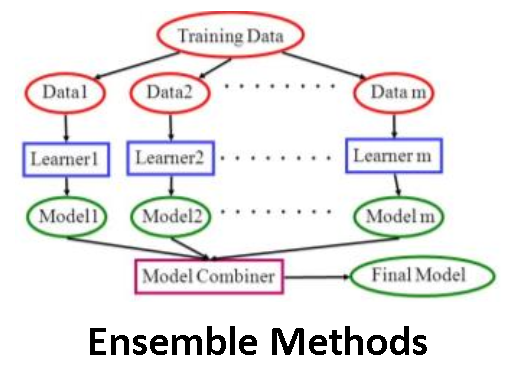 Training Data
Data1 Data2 Data m
Learner1 Learner2 Learner m
Model1 Model2 Model m
Model Combiner Final Model
Ensemble Methods